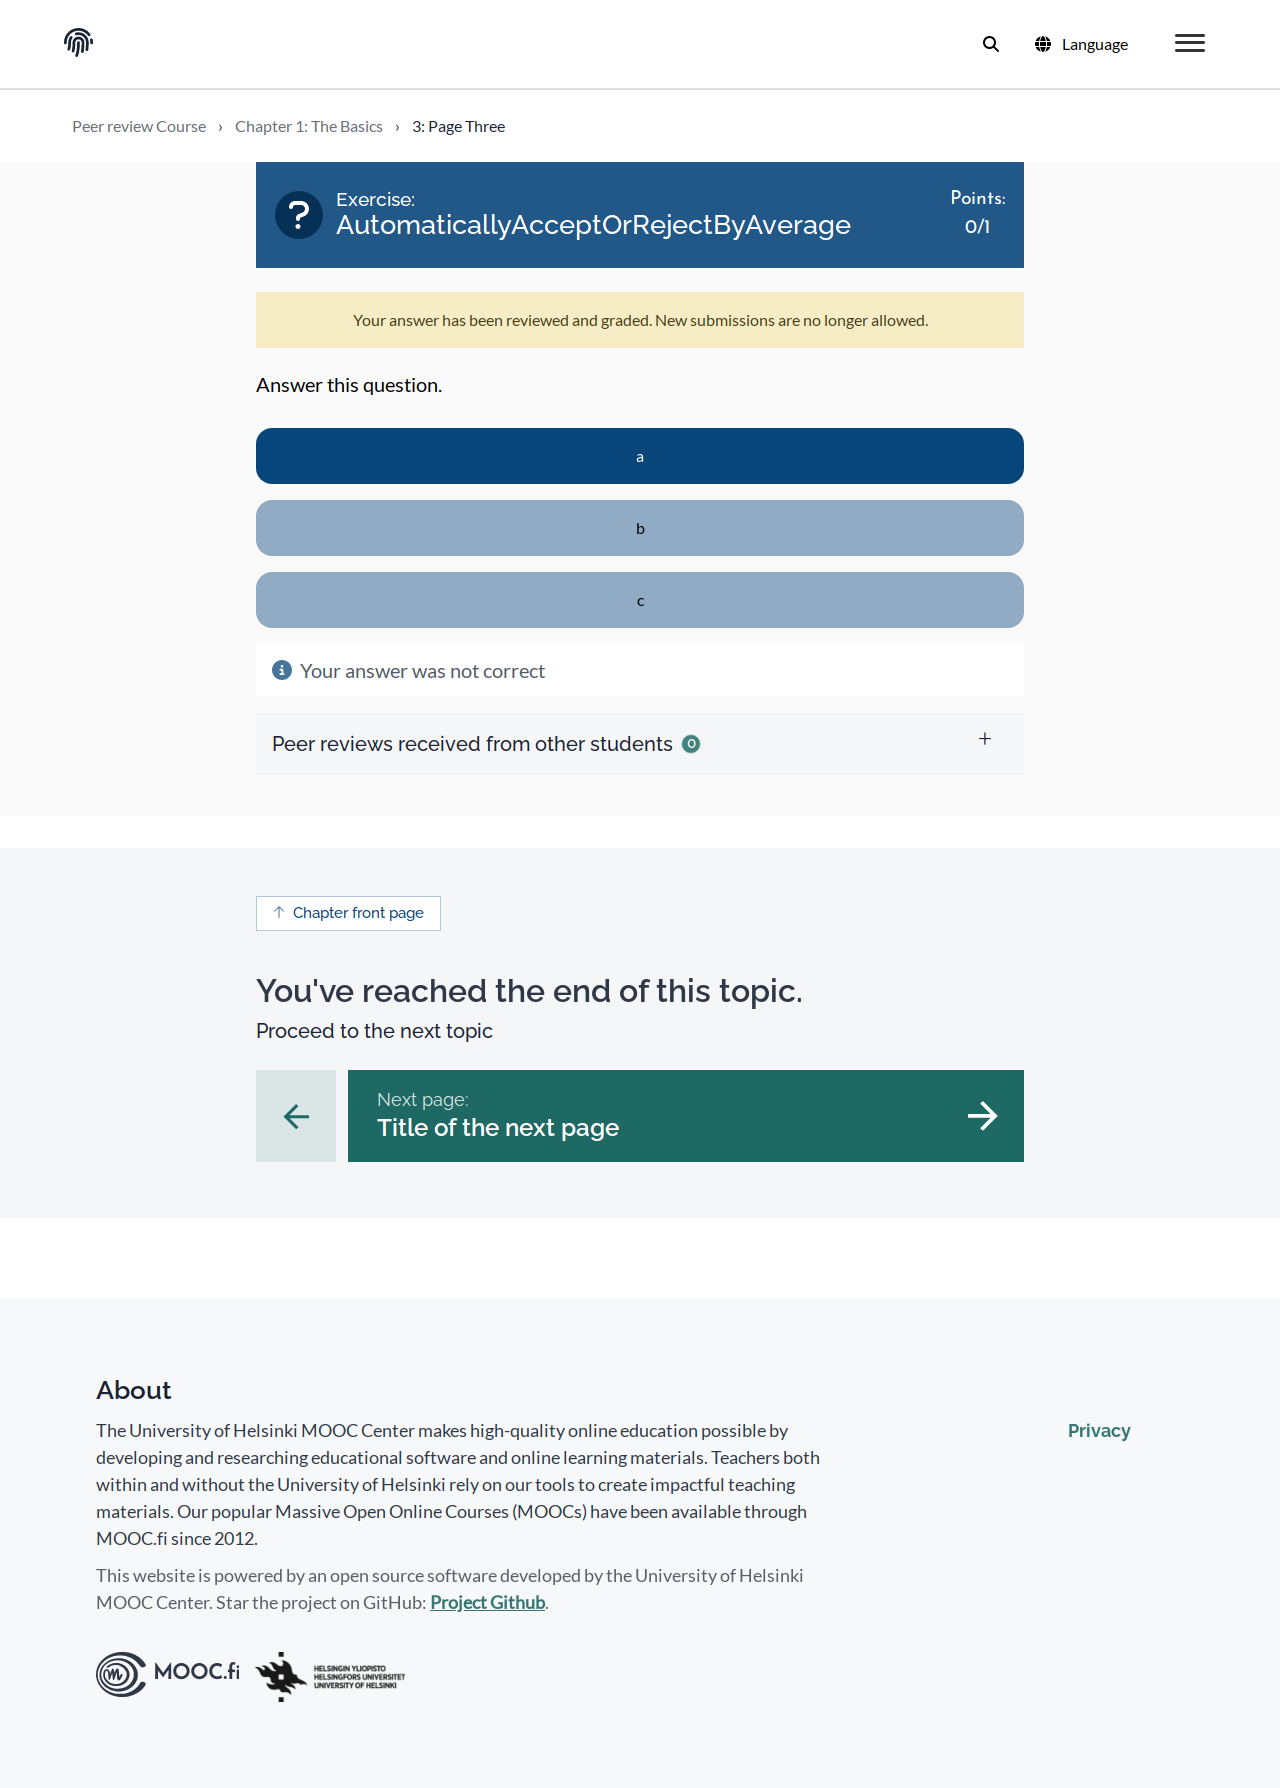 Language
Peer review Course › Chapter 1: The Basics › 3: Page Three
Exercise:
AutomaticallyAcceptOrRejectByAverage
Points:
0/1
Your answer has been reviewed and graded. New submissions are no longer allowed.
Answer this question.
a
b
c
Your answer was not correct
Peer reviews received from other students 0
+
Chapter front page
You've reached the end of this topic.
Proceed to the next topic
Next page:
Title of the next page
About
The University of Helsinki MOOC Center makes high-quality online education possible by
developing and researching educational software and online learning materials. Teachers both
within and without the University of Helsinki rely on our tools to create impactful teaching
materials. Our popular Massive Open Online Courses (MOOCs) have been available through
MOOC.fi since 2012.
Privacy
This website is powered by an open source software developed by the University of Helsinki
MOOC Center. Star the project on GitHub: Project Github.
MOOC.fi
HELSINGIN YLIOPISTO
HELSINGFORS UNIVERSITET
UNIVERSITY OF HELSINKI